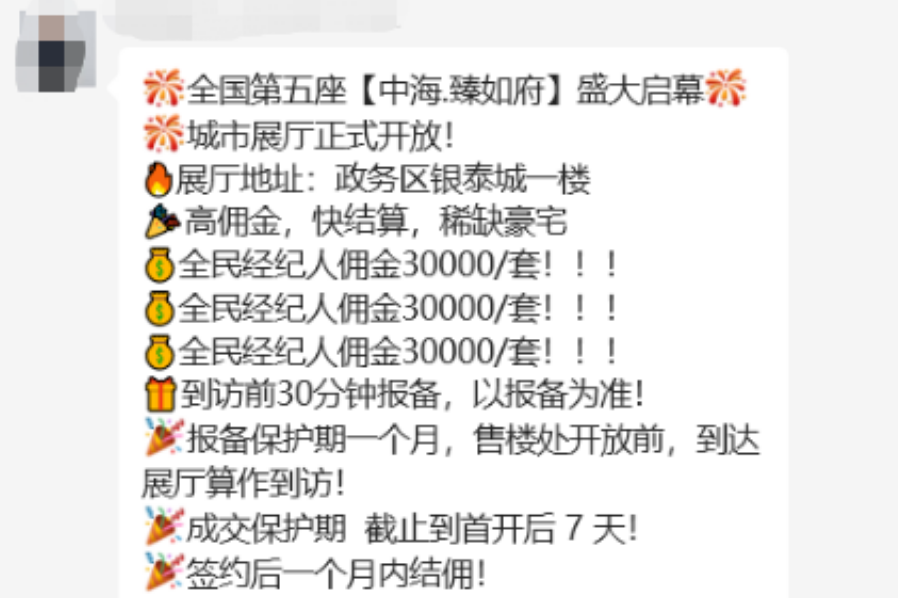 全国第五座【中海.臻如府】盛大启幕
城市展厅正式开放！
展厅地址：政务区银泰城一楼
高佣金，快结算，稀缺豪宅
全民经纪人佣金30000/套！！！
全民经纪人佣金30000/套！！！
全民经纪人佣金30000/套！！！
到访前30分钟报备，以报备为准！
报备保护期一个月，售楼处开放前，到达
展厅算作到访！
成交保护期 截止到首开后 7 天！
签约后一个月内结佣！